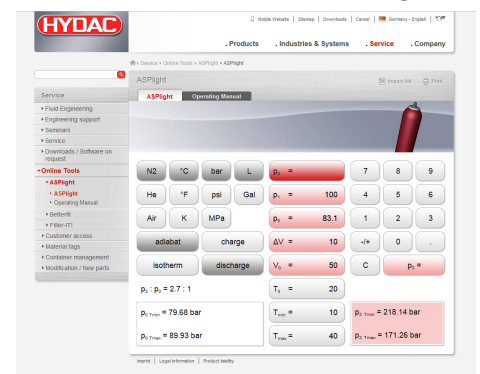 HYDAC
Mobile Website | Sitemap | Downloads | Career | Germany - English
Products
Industries & Systems
Service
Company
Service › Online Tools › ASPlight › ASPlight
ASPlight
Inquiry list
Print
ASPlight
Operating Manual
Service
Fluid Engineering
Engineering support
Seminars
Service
Downloads / Software on
request
Online Tools
ASPlight
ASPlight
Operating Manual
Betterfit
Filter-IT!
Customer access
Material tags
Container management
Modification / New parts
N2 °C bar L p₂ = 7 8 9
He °F psi Gal p₁ = 100 4 5 6
Air K MPa p₀ = 83.1 1 2 3
adiabat charge ΔV = 10 -/+ 0 .
isotherm discharge V₀ = 50 C p₂ =
p₂ : p₀ = 2.7 : 1 T₀ = 20
p₀ Tmin = 79.68 bar Tmin = 10 p₂ Tmin = 218.14 bar
p₀ Tmax = 89.93 bar Tmax = 40 p₂ Tmax = 171.26 bar
Imprint | Legal information | Product liability